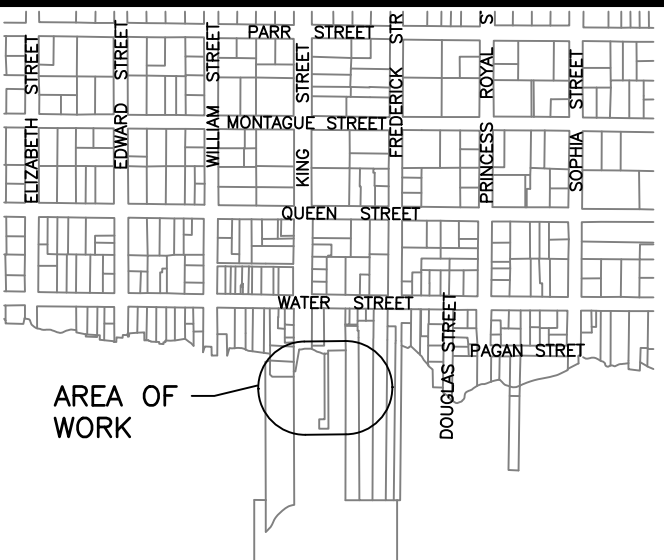 PARR STREET
STR
S
STREET
STREET
STREET
STREET
FREDERICK
ROYAL
STREET
MONTAGUE STREET
ELIZABETH
EDWARD
WILLIAM
KING
PRINCESS
SOPHIA
QUEEN STREET
WATER STREET
DOUGLAS STREET
PAGAN STRET
AREA OF
WORK